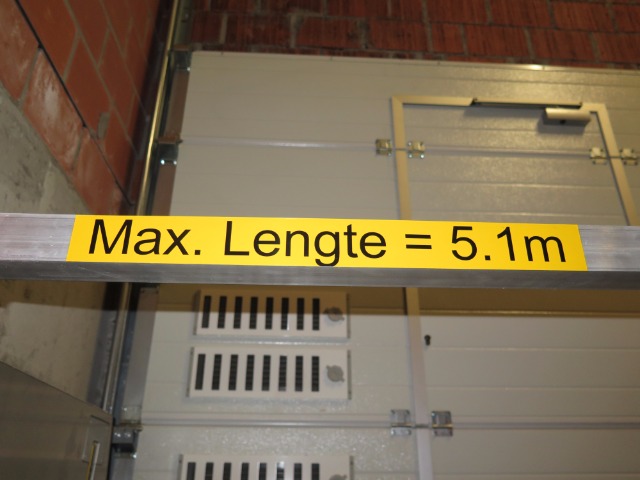 Max. Lengte = 5.1m